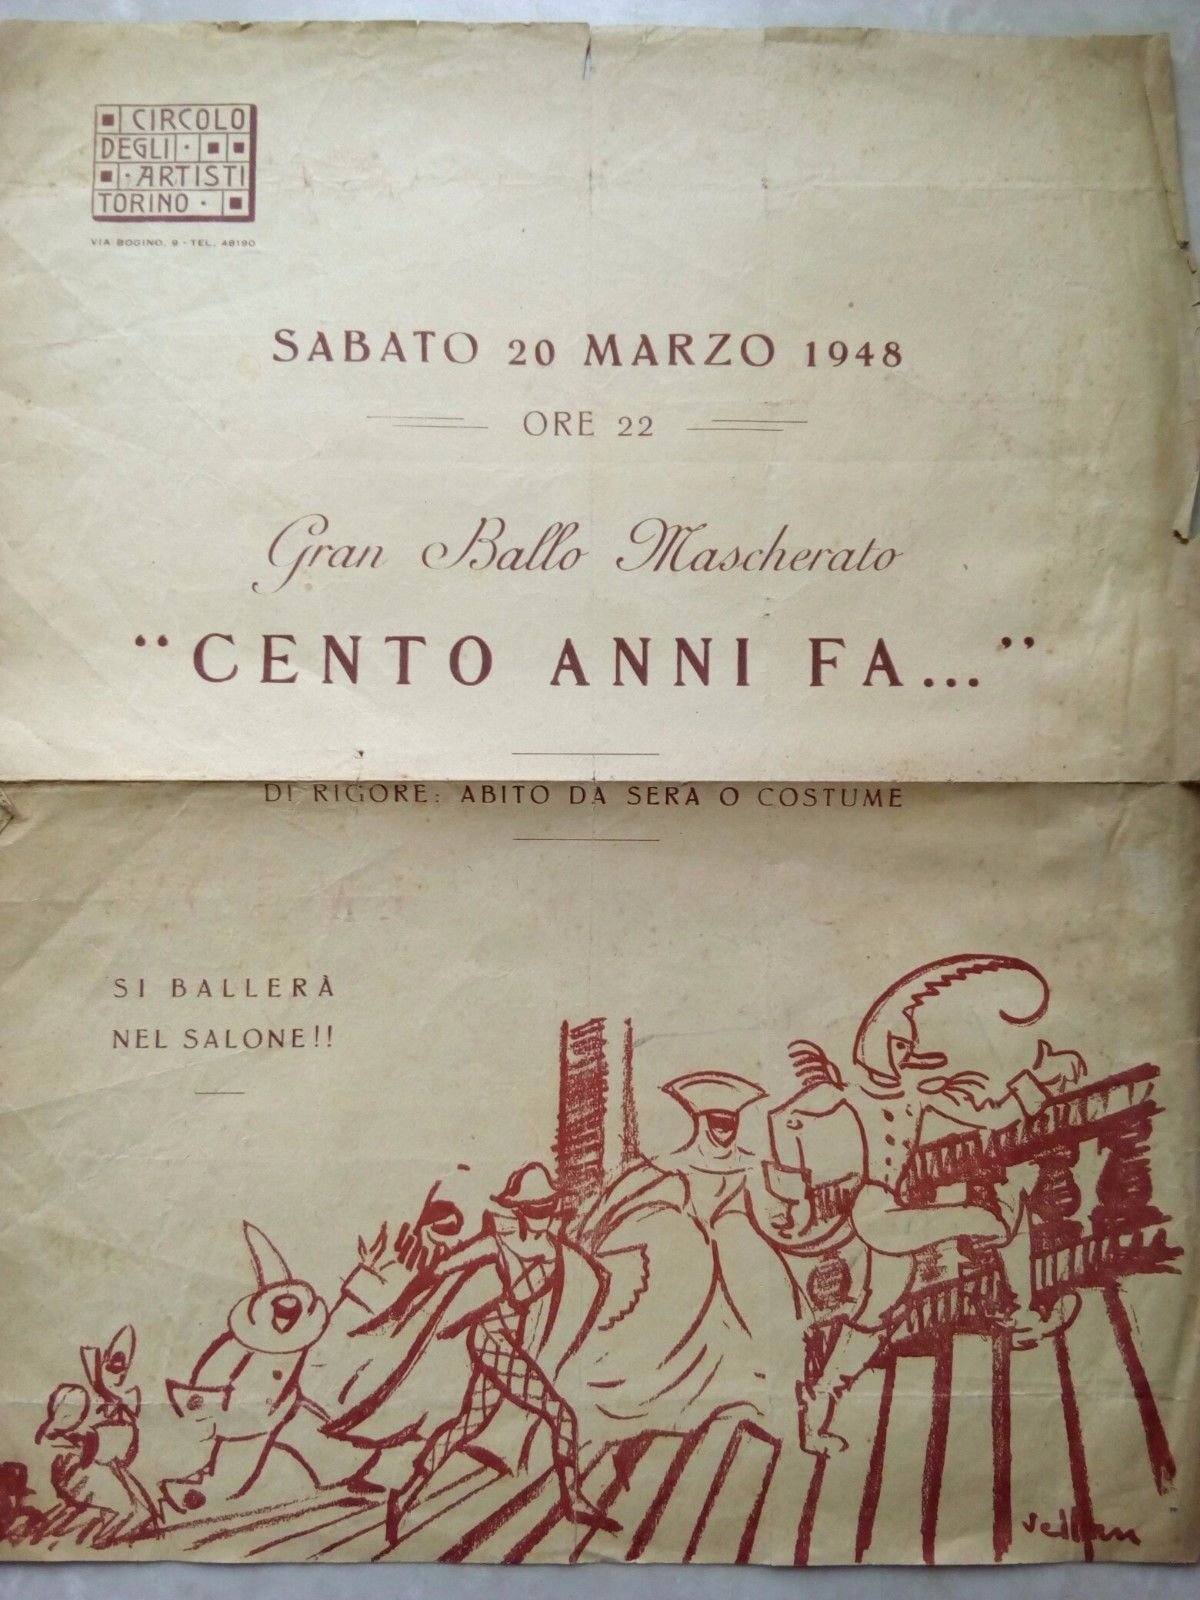 CIRCOLO
DEGLI
ARTISTI
TORINO
VIA BOGINO, 9 - TEL. 48190
SABATO 20 MARZO 1948
ORE 22
Gran Ballo Mascherato
“CENTO ANNI FA...”
DI RIGORE: ABITO DA SERA O COSTUME
SI BALLERÀ
NEL SALONE!!